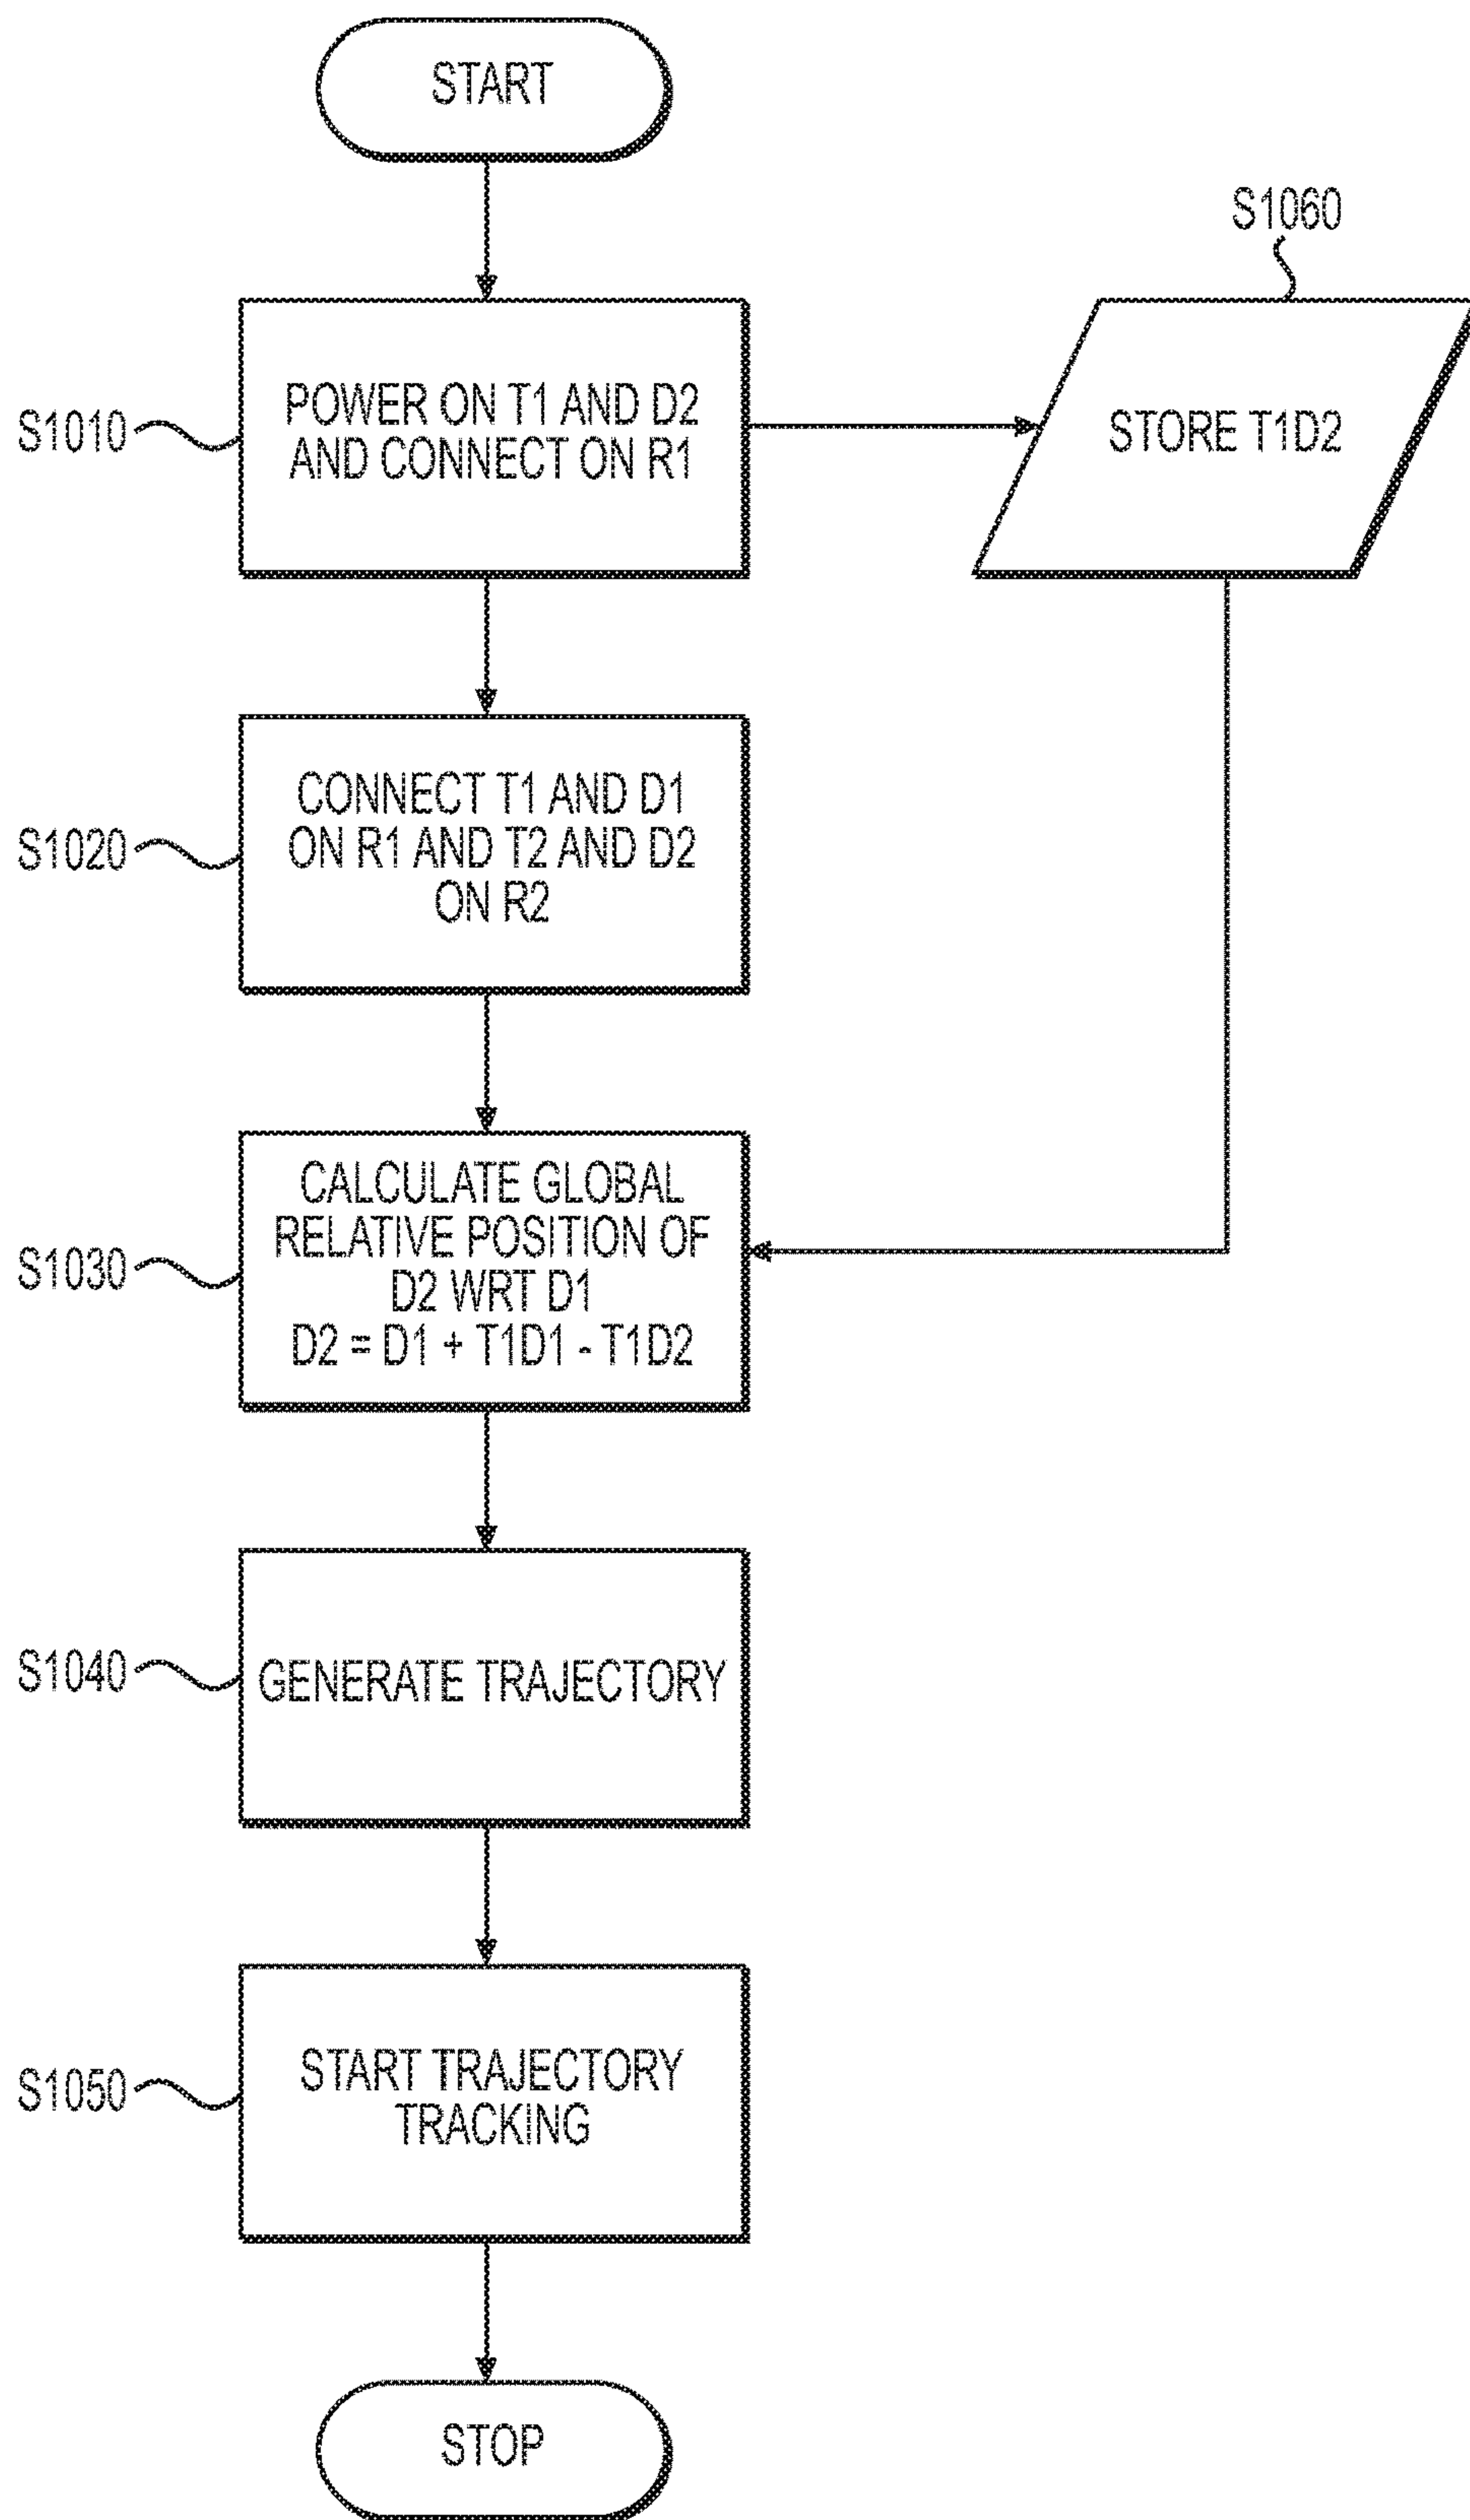 START
S1060
S1010
POWER ON T1 AND D2
AND CONNECT ON R1
STORE T1D2
S1020
CONNECT T1 AND D1
ON R1 AND T2 AND D2
ON R2
S1030
CALCULATE GLOBAL
RELATIVE POSITION OF
D2 WRT D1
D2 = D1 + T1D1 - T1D2
S1040
GENERATE TRAJECTORY
S1050
START TRAJECTORY
TRACKING
STOP